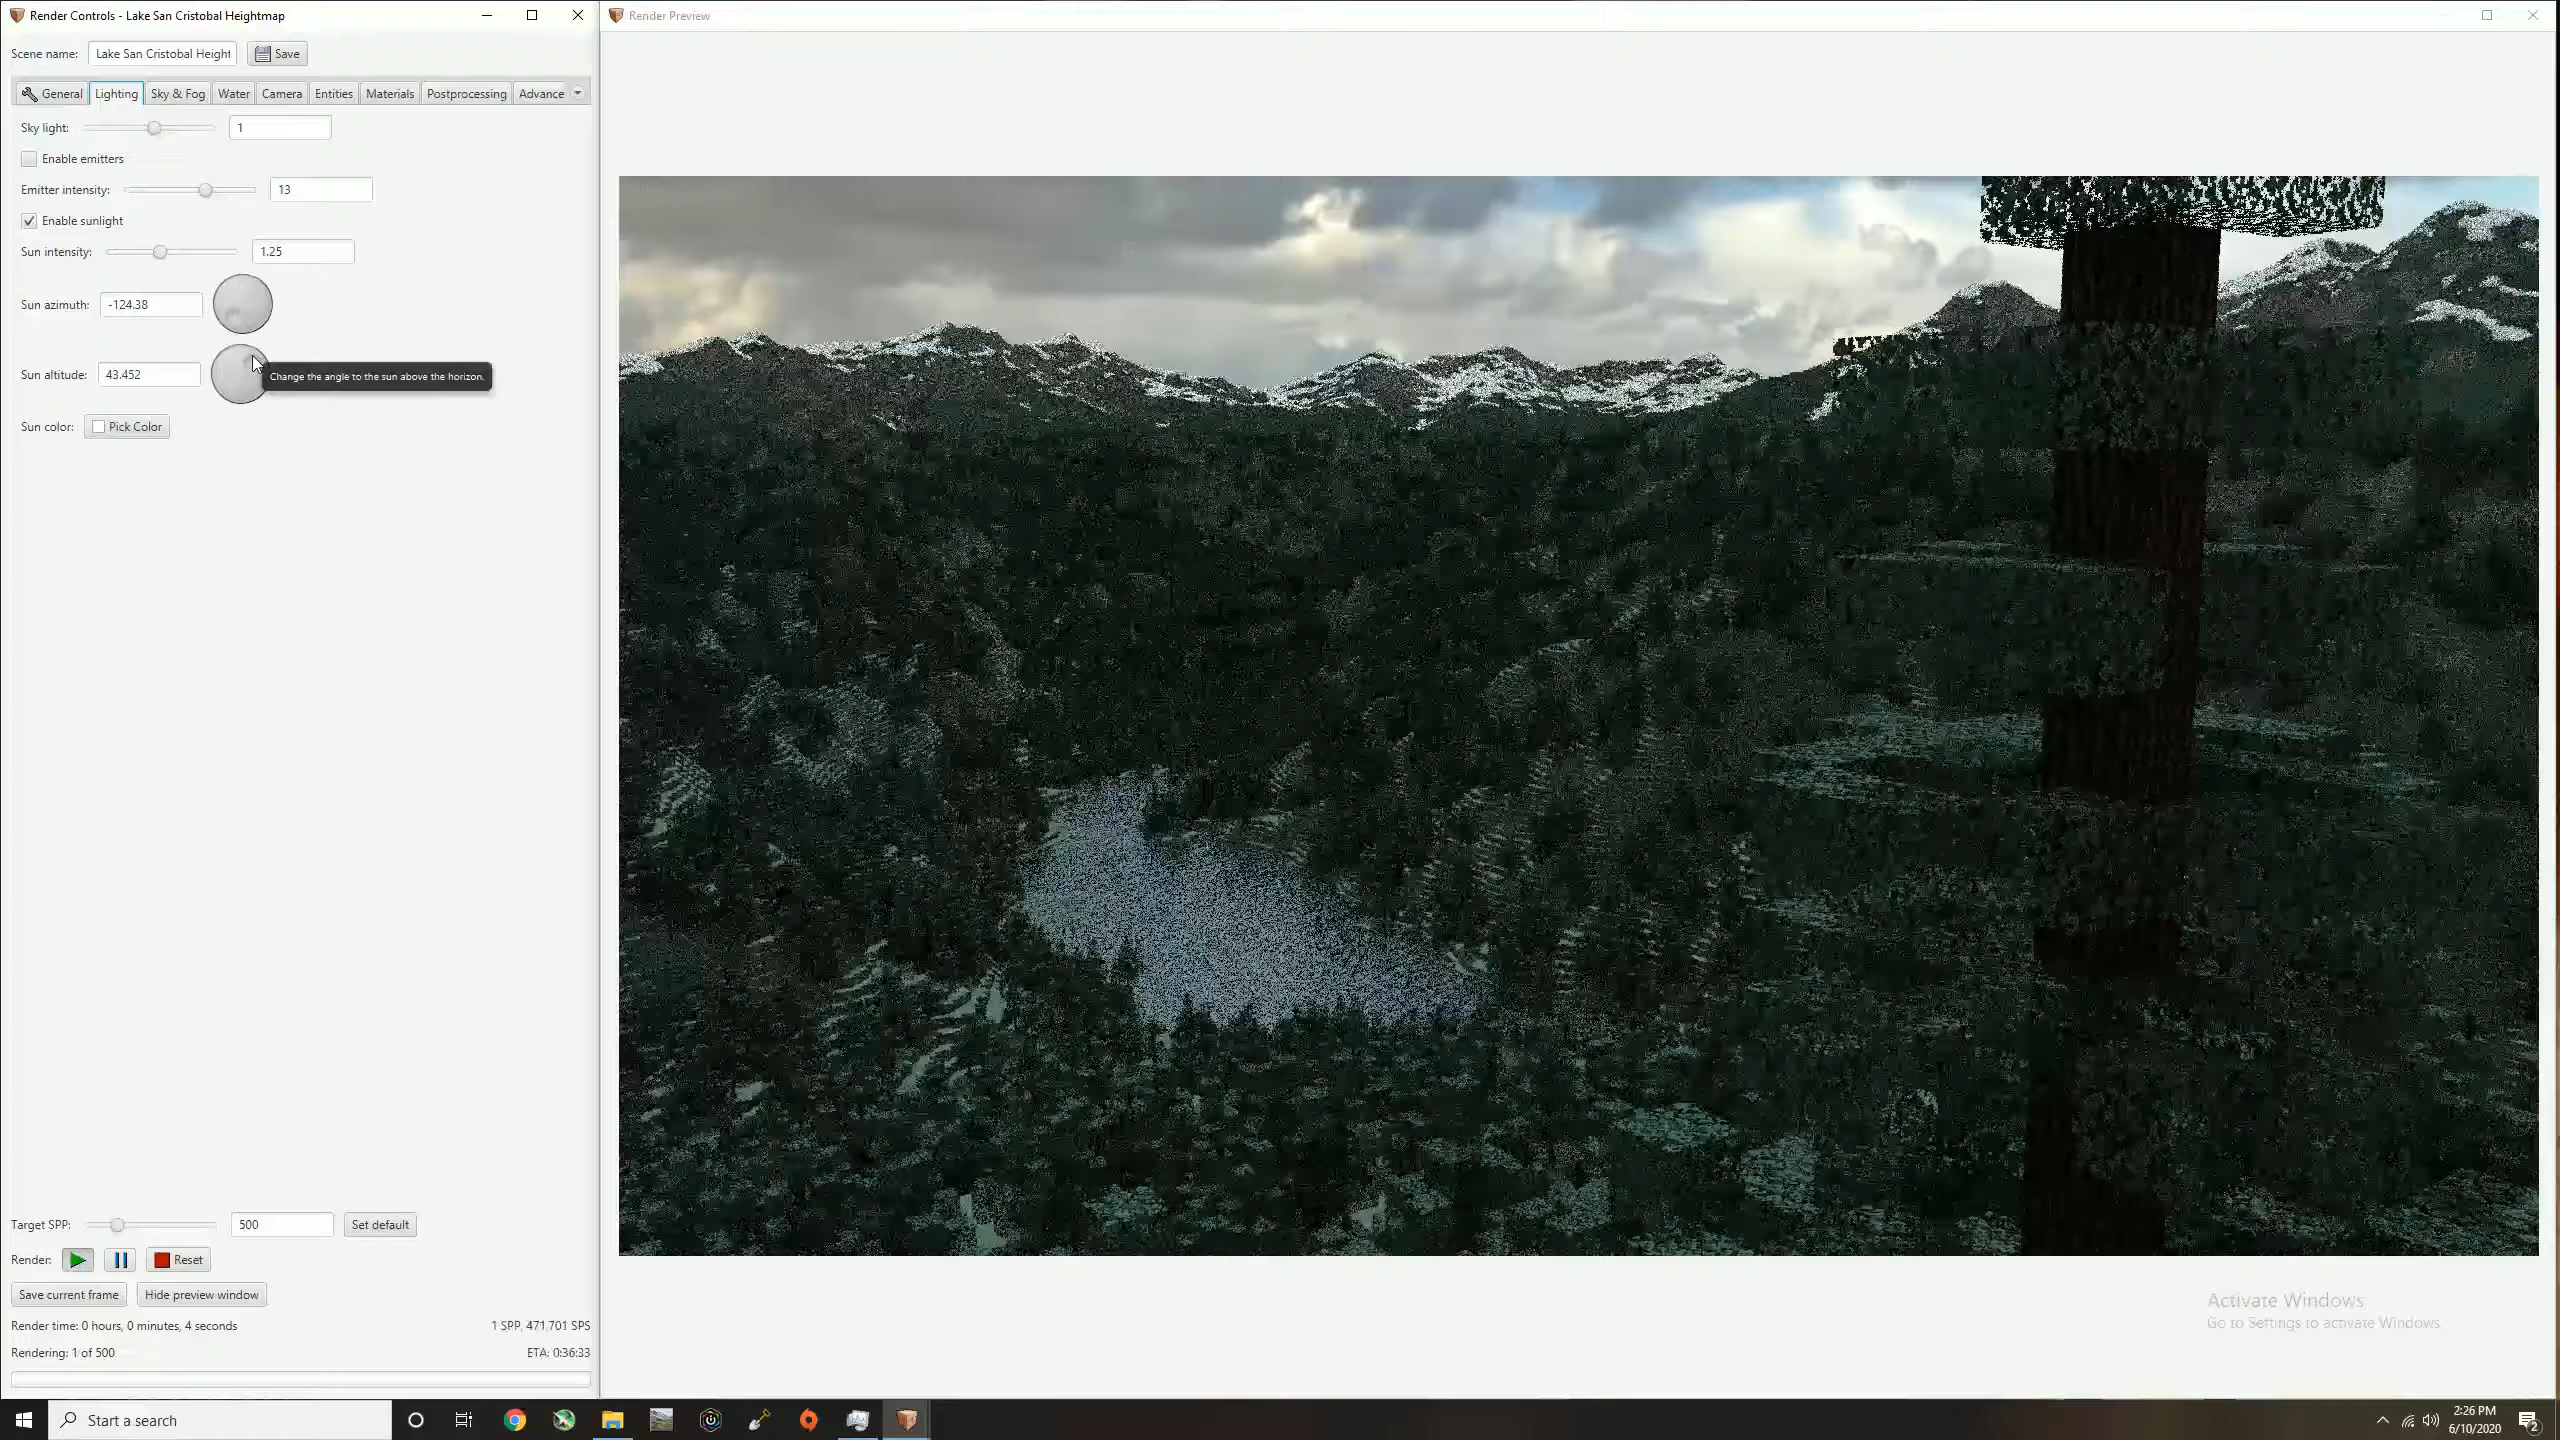 Render Controls - Lake San Cristobal Heightmap
Render Preview
Scene name: Lake San Cristobal Height Save
General Lighting Sky & Fog Water Camera Entities Materials Postprocessing Advance
Sky light: 1
Enable emitters
Emitter intensity: 13
Enable sunlight
Sun intensity: 1.25
Sun azimuth: -124.38
Sun altitude: 43.452
Change the angle to the sun above the horizon.
Sun color: Pick Color
Target SPP: 500 Set default
Render: Reset
Save current frame Hide preview window
Render time: 0 hours, 0 minutes, 4 seconds 1 SPP, 471,701 SPS
Rendering: 1 of 500 ETA: 0:36:33
Activate Windows
Go to Settings to activate Windows
Start a search
2:26 PM
6/10/2020
2